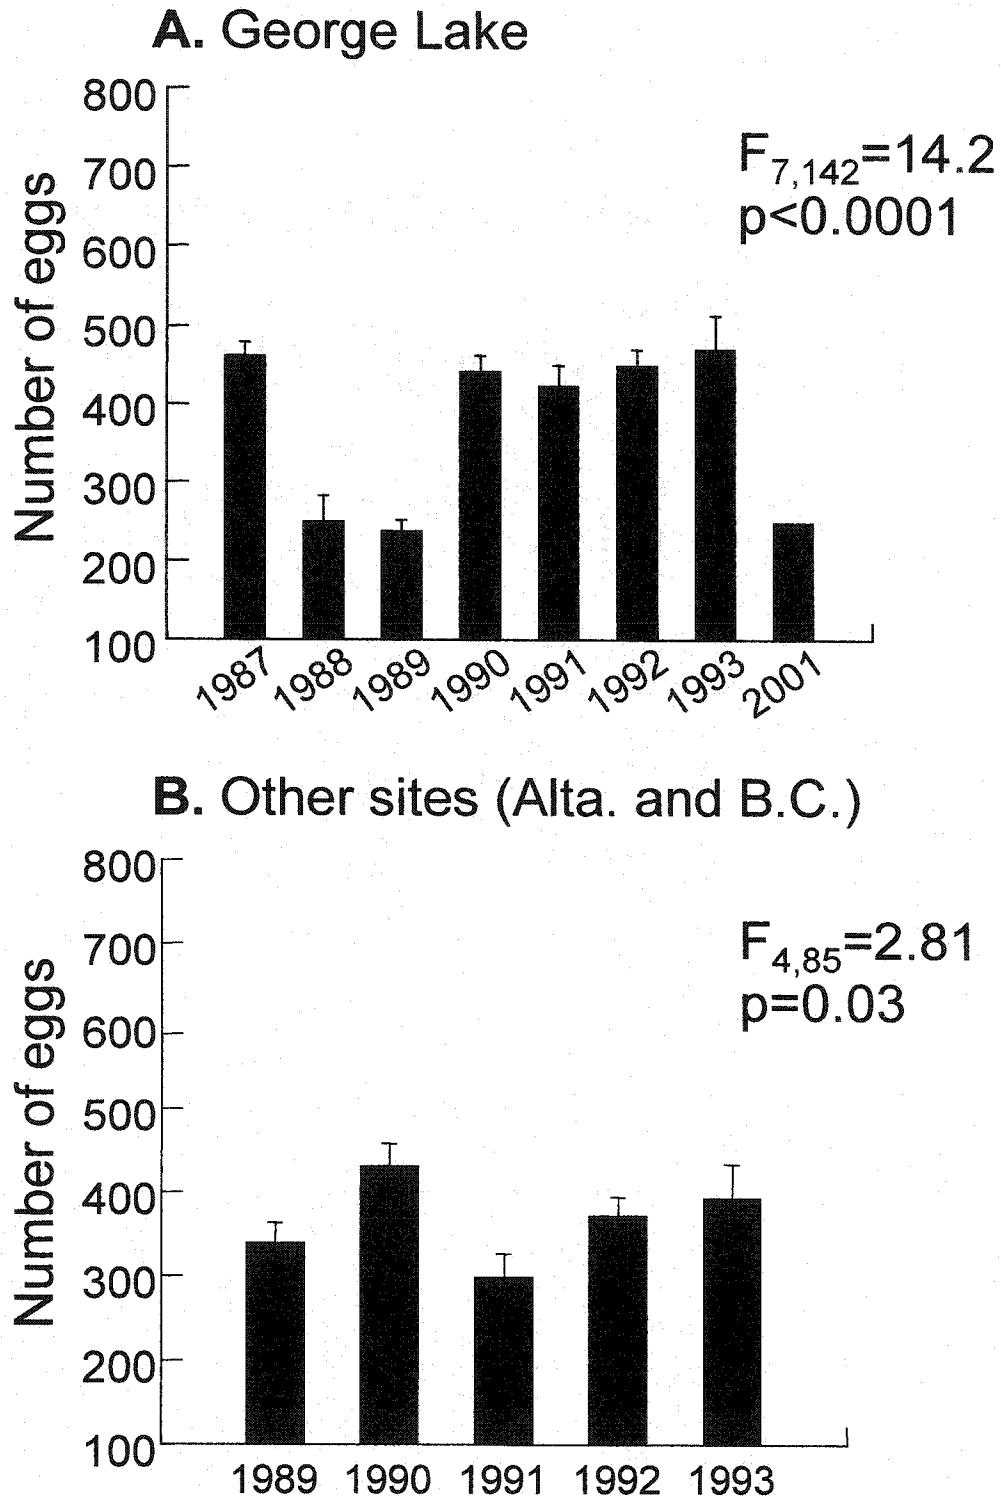 A. George Lake
800
700
600
500
400
300
200
100
Number of eggs
F7,142=14.2
p<0.0001
1987 1988 1989 1990 1991 1992 1993 2001
B. Other sites (Alta. and B.C.)
800
700
600
500
400
300
200
100
Number of eggs
F4,85=2.81
p=0.03
1989 1990 1991 1992 1993